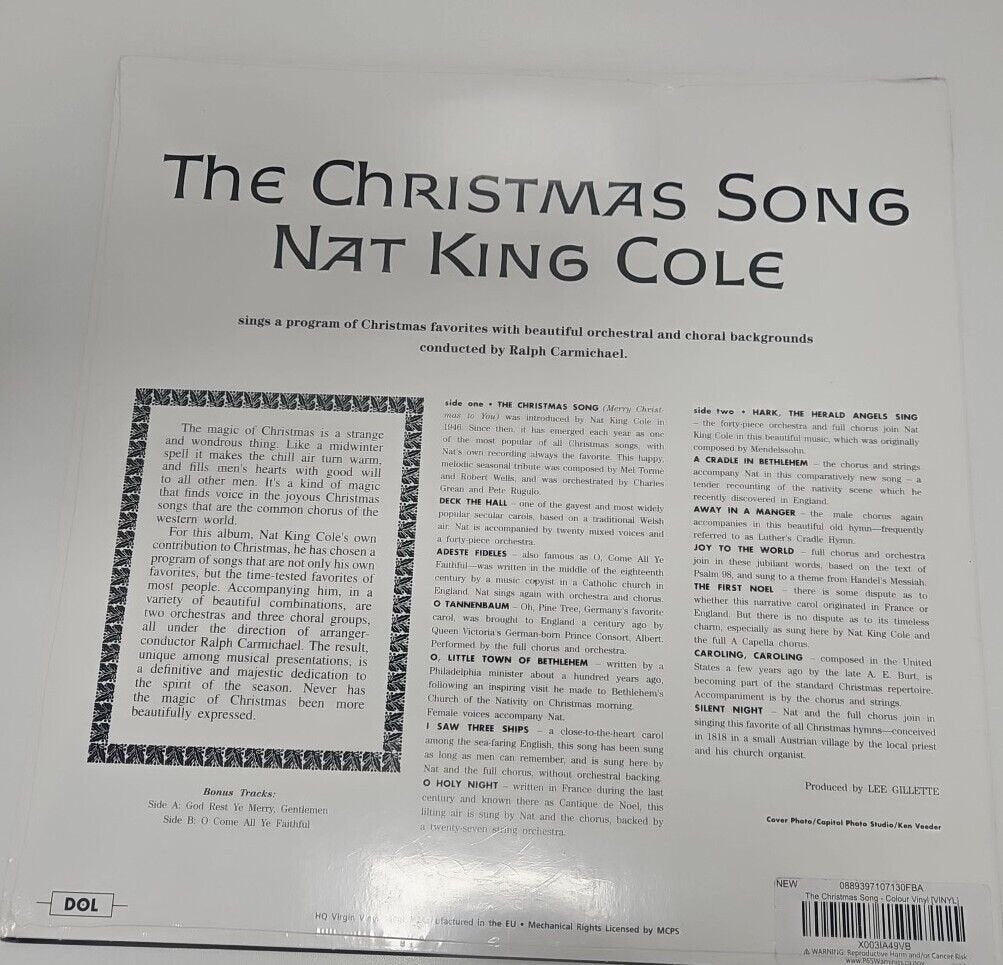 The Christmas Song
Nat King Cole
sings a program of Christmas favorites with beautiful orchestral and choral backgrounds
conducted by Ralph Carmichael.
The magic of Christmas is a strange
and wondrous thing. Like a midwinter
spell it makes the chill air turn warm,
and fills men's hearts with good will
to all other men. It's a kind of magic
that finds voice in the joyous Christmas
songs that are the common chorus of the
western world.
For this album, Nat King Cole's own
contribution to Christmas, he has chosen a
program of songs that are not only his own
favorites, but the time-tested favorites of
most people. Accompanying him, in a
variety of beautiful combinations, are
two orchestras and three choral groups,
all under the direction of arranger-
conductor Ralph Carmichael. The result,
unique among musical presentations, is
a definitive and majestic dedication to
the spirit of the season. Never has
the magic of Christmas been more
beautifully expressed.
Bonus Tracks:
Side A: God Rest Ye Merry, Gentlemen
Side B: O Come All Ye Faithful
side one • THE CHRISTMAS SONG (Merry Christ-
mas to You) was introduced by Nat King Cole in
1946. Since then, it has emerged each year as one
of the most popular of all Christmas songs, with
Nat's own recording always the favorite. This happy,
melodic seasonal tribute was composed by Mel Tormé
and Robert Wells, and was orchestrated by Charles
Grean and Pete Rugulo.
DECK THE HALL – one of the gayest and most widely
popular secular carols, based on a traditional Welsh
air. Nat is accompanied by twenty mixed voices and
a forty-piece orchestra.
ADESTE FIDELES – also famous as O, Come All Ye
Faithful—was written in the middle of the eighteenth
century by a music copyist in a Catholic church in
England. Nat sings again with orchestra and chorus.
O TANNENBAUM – Oh, Pine Tree, Germany's favorite
carol, was brought to England a century ago by
Queen Victoria's German-born Prince Consort, Albert.
Performed by the full chorus and orchestra.
O, LITTLE TOWN OF BETHLEHEM – written by a
Philadelphia minister about a hundred years ago,
following an inspiring visit he made to Bethlehem's
Church of the Nativity on Christmas morning.
Female voices accompany Nat.
I SAW THREE SHIPS – a close-to-the-heart carol
among the sea-faring English, this song has been sung
as long as men can remember, and is sung here by
Nat and the full chorus, without orchestral backing.
O HOLY NIGHT – written in France during the last
century and known there as Cantique de Noel, this
lilting air is sung by Nat and the chorus, backed by
a twenty-seven string orchestra.
side two • HARK, THE HERALD ANGELS SING
– the forty-piece orchestra and full chorus join Nat
King Cole in this beautiful music, which was originally
composed by Mendelssohn.
A CRADLE IN BETHLEHEM – the chorus and strings
accompany Nat in this comparatively new song – a
tender recounting of the nativity scene which he
recently discovered in England.
AWAY IN A MANGER – the male chorus again
accompanies in this beautiful old hymn—frequently
referred to as Luther's Cradle Hymn.
JOY TO THE WORLD – full chorus and orchestra
join in these jubilant words, based on the text of
Psalm 98, and sung to a theme from Handel's Messiah.
THE FIRST NOEL – there is some dispute as to
whether this narrative carol originated in France or
England. But there is no dispute as to its timeless
charm, especially as sung here by Nat King Cole and
the full A Capella chorus.
CAROLING, CAROLING – composed in the United
States a few years ago by the late A. E. Burt, is
becoming part of the standard Christmas repertoire.
Accompaniment is by the chorus and strings.
SILENT NIGHT – Nat and the full chorus join in
singing this favorite of all Christmas hymns—conceived
in 1818 in a small Austrian village by the local priest
and his church organist.
Produced by LEE GILLETTE
Cover Photo/Capitol Photo Studio/Ken Veeder
DOL
HQ Virgin in the EU • Mechanical Rights Licensed by MCPS
NEW 0889397107130FBA
The Christmas Song - Colour Vinyl [VINYL]
X003IA49VB
⚠ WARNING: Reproductive Harm and/or Cancer Risk
www.P65Warnings.ca.gov